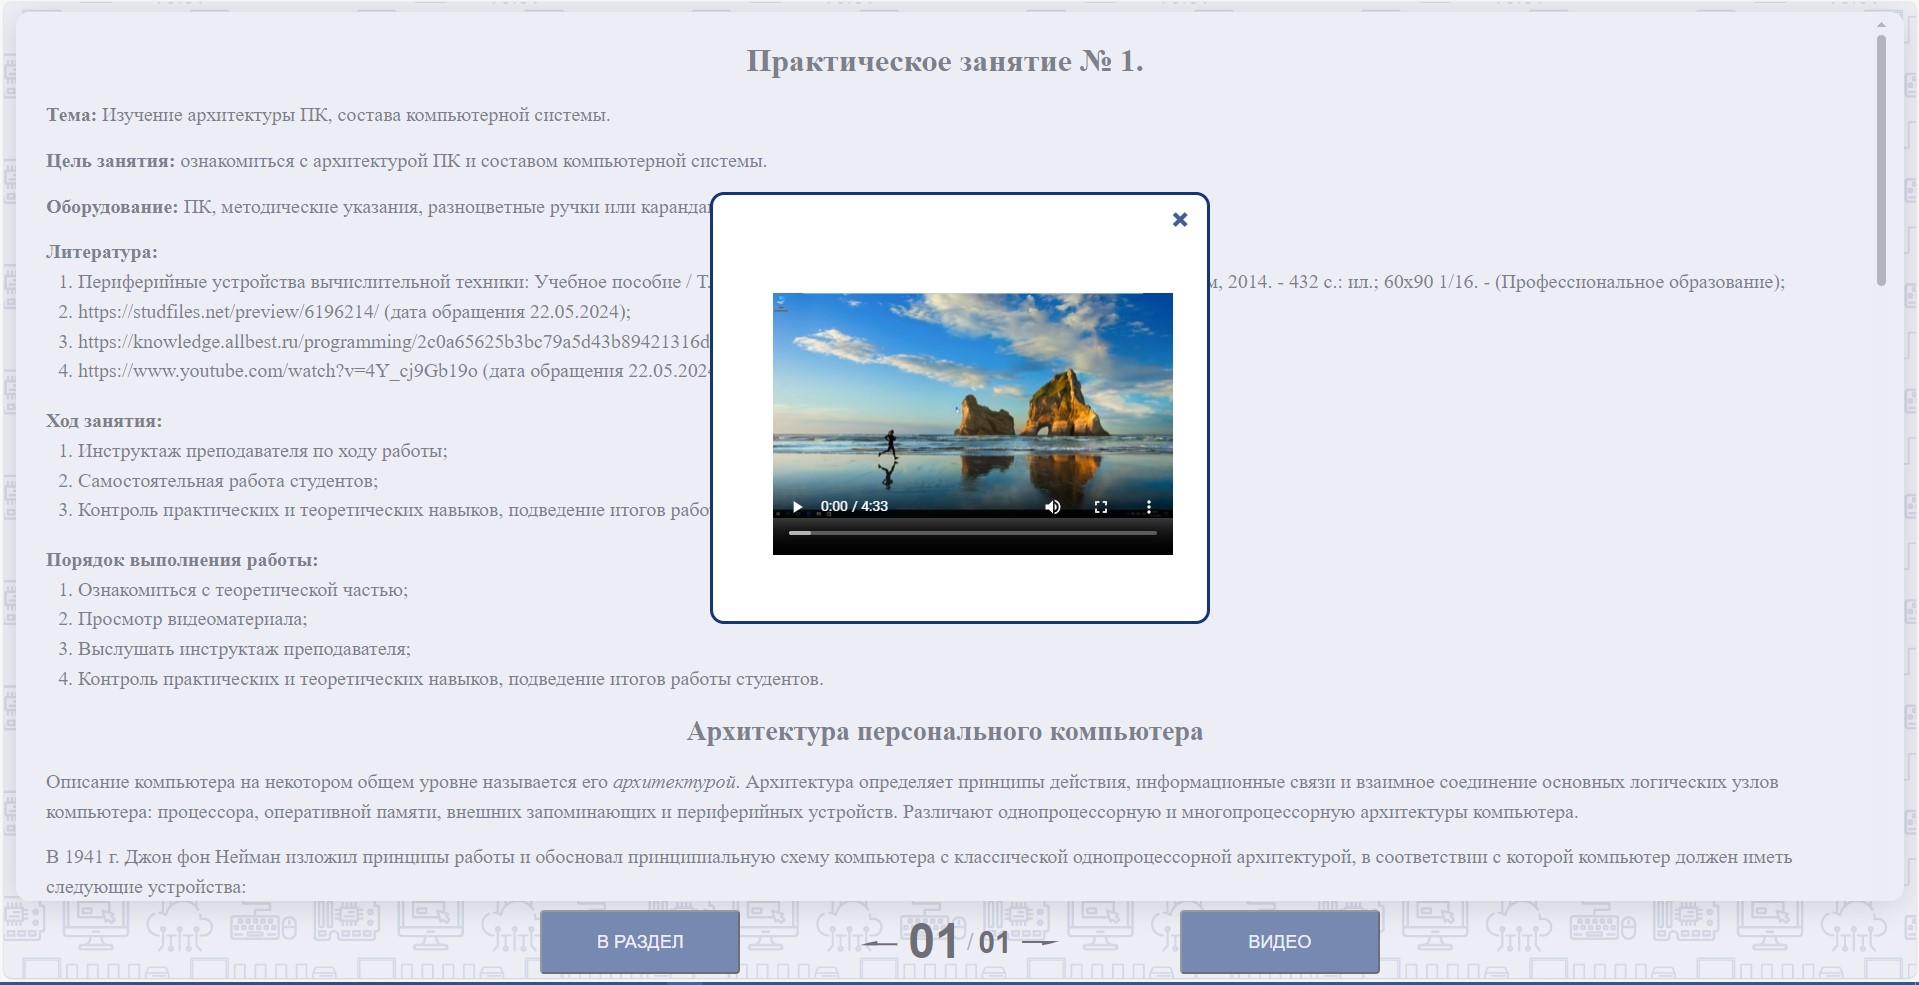 Практическое занятие № 1.
Тема: Изучение архитектуры ПК, состава компьютерной системы.
Цель занятия: ознакомиться с архитектурой ПК и составом компьютерной системы.
Оборудование: ПК, методические указания, разноцветные ручки или
Литература:
1. Периферийные устройства вычислительной техники: Учебное пособие / Т. 2014. - 432 с.: ил.; 60x90 1/16. - (Профессиональное образование);
2. https://studfiles.net/preview/6196214/ (дата обращения 22.05.2024);
3. https://knowledge.allbest.ru/programming/2c0a65625b3bc79a5d43b89421316d
4. https://www.youtube.com/watch?v=4Y_cj9Gb19o (дата обращения 22.05.2024
0:00 / 4:33
Ход занятия:
1. Инструктаж преподавателя по ходу работы;
2. Самостоятельная работа студентов;
3. Контроль практических и теоретических навыков, подведение итогов
Порядок выполнения работы:
1. Ознакомиться с теоретической частью;
2. Просмотр видеоматериала;
3. Выслушать инструктаж преподавателя;
4. Контроль практических и теоретических навыков, подведение итогов работы студентов.
Архитектура персонального компьютера
Описание компьютера на некотором общем уровне называется его архитектурой. Архитектура определяет принципы действия, информационные связи и взаимное соединение основных логических узлов
компьютера: процессора, оперативной памяти, внешних запоминающих и периферийных устройств. Различают однопроцессорную и многопроцессорную архитектуры компьютера.
В 1941 г. Джон фон Нейман изложил принципы работы и обосновал принципиальную схему компьютера с классической однопроцессорной архитектурой, в соответствии с которой компьютер должен иметь
следующие устройства:
В РАЗДЕЛ
01 / 01
ВИДЕО